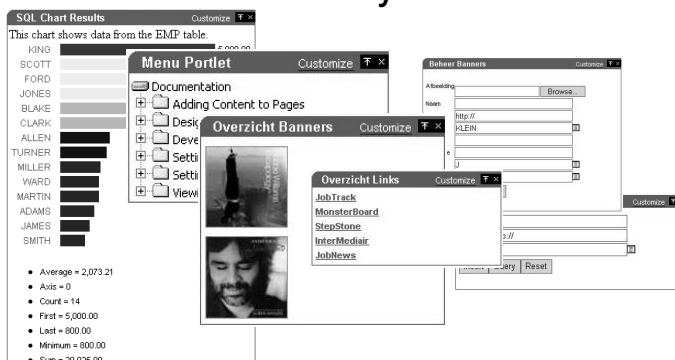 SQL Chart Results Customize
This chart shows data from the EMP table.
KING 5,000.00
SCOTT
FORD
JONES
BLAKE
CLARK
ALLEN
TURNER
MILLER
WARD
MARTIN
ADAMS
JAMES
SMITH
Average = 2,073.21
Axis = 0
Count = 14
First = 5,000.00
Last = 800.00
Minimum = 800.00
Menu Portlet Customize
Documentation
Adding Content to Pages
Overzicht Banners Customize
Overzicht Links Customize
JobTrack
MonsterBoard
StepStone
InterMediair
JobNews
Beheer Banners Customize
Afbeelding
Browse...
Naam
http://
KLEIN
J
Customize
Reset